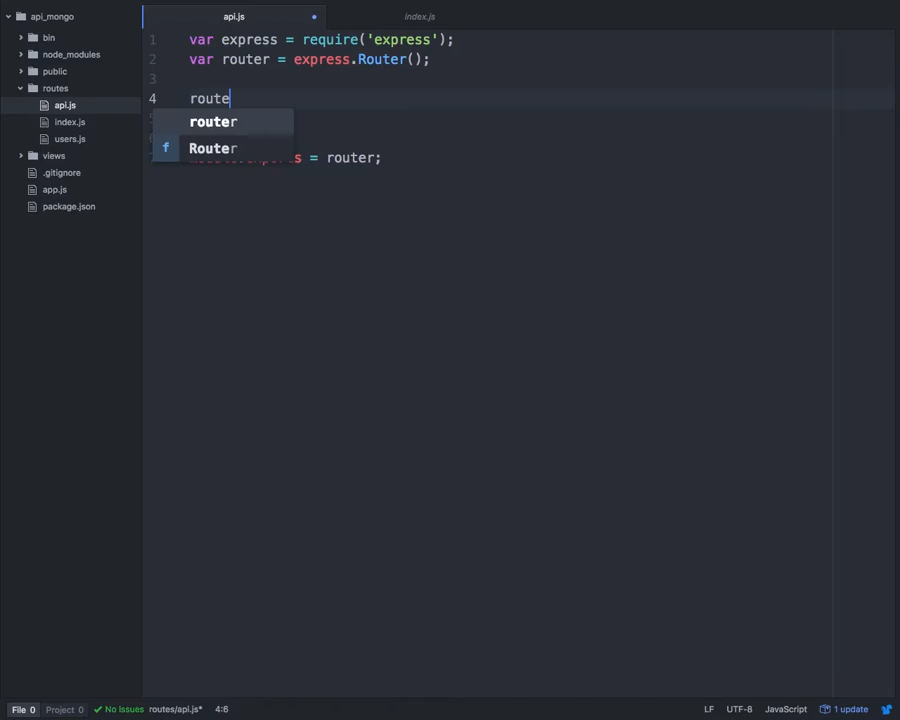 api_mongo
bin
node_modules
public
routes
api.js
index.js
users.js
views
.gitignore
app.js
package.json
api.js
index.js
1 var express = require('express');
2 var router = express.Router();
3
4 route
router
f Router
= router;
File 0 Project 0 No Issues routes/api.js* 4:6
LF UTF-8 JavaScript 1 update